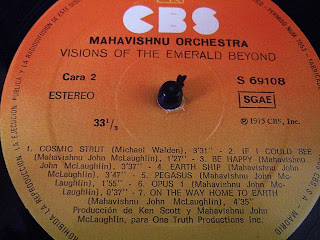 CBS
MAHAVISHNU ORCHESTRA
VISIONS OF THE EMERALD BEYOND
Cara 2
S 69108
ESTEREO
SGAE
33 1/3
℗ 1975 CBS, Inc.
1. COSMIC STRUT (Michael Walden), 3'31" - 2. IF I COULD SEE
(Mahavishnu John McLaughlin), 1'27" - 3. BE HAPPY (Mahavishnu
John McLaughlin), 3'37" - 4. EARTH SHIP (Mahavishnu John
McLaughlin), 3'47" - 5. PEGASUS (Mahavishnu John McLaughlin),
Laughlin), 1'55" - 6. OPUS 1 (Mahavishnu John Mc-
Laughlin), 0'37" - 7. ON THE WAY HOME TO EARTH
(Mahavishnu John McLaughlin), 4'35"
Producción de Ken Scott y Mahavishnu John
McLaughlin, para One Truth Productions Inc.